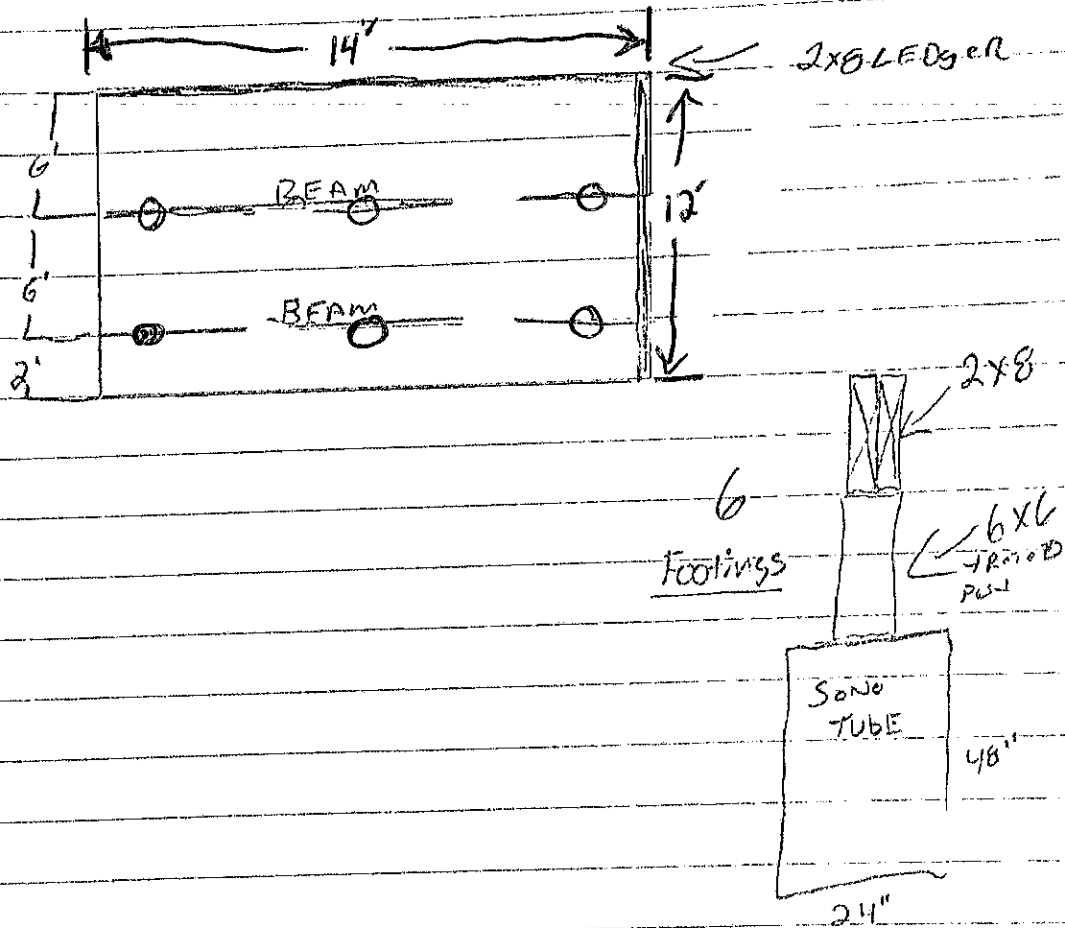 14'
2x8 LEDgeR
6'
BEAM
12'
6'
BEAM
2'
2x8
6
Footings
6x6
SONO
TUBE
48"
24"